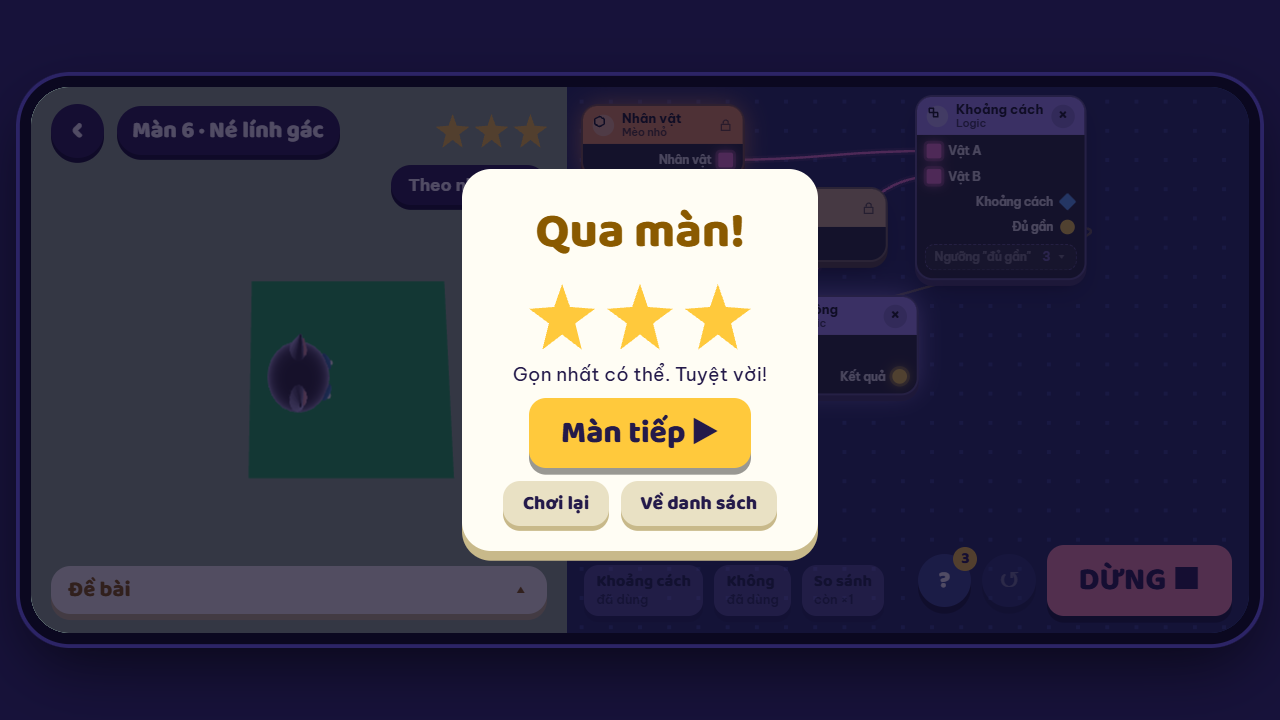 Màn 6 • Né lính gác
Nhân vật
Mèo nhỏ
Nhân vật
Khoảng cách
Logic
Vật A
Vật B
Khoảng cách
Đủ gần
Ngưỡng "đủ gần" 3
Theo
Qua màn!
Gọn nhất có thể. Tuyệt vời!
Màn tiếp
Chơi lại
Về danh sách
Kết quả
Đề bài
Khoảng cách
đã dùng
Không
đã dùng
So sánh
còn ×1
?
3
DỪNG